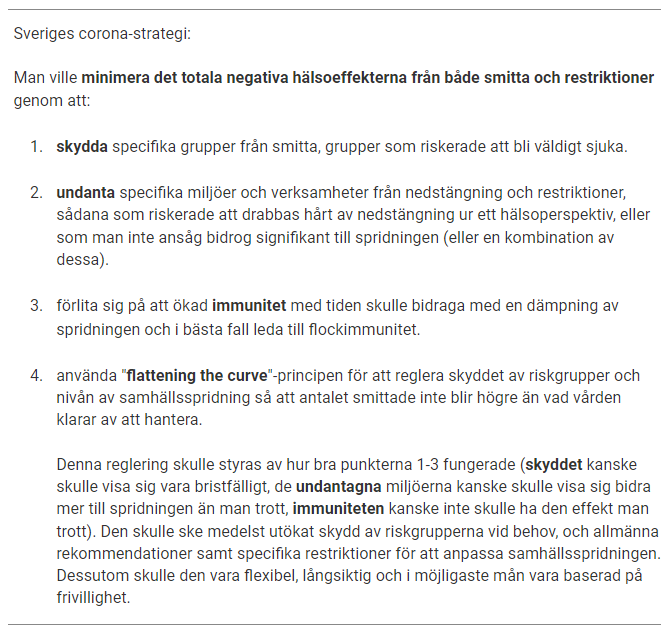 Sveriges corona-strategi:
Man ville minimera det totala negativa hälsoeffekterna från både smitta och restriktioner
genom att:
1. skydda specifika grupper från smitta, grupper som riskerade att bli väldigt sjuka.
2. undanta specifika miljöer och verksamheter från nedstängning och restriktioner,
sådana som riskerade att drabbas hårt av nedstängning ur ett hälsoperspektiv, eller
som man inte ansåg bidrog signifikant till spridningen (eller en kombination av
dessa).
3. förlita sig på att ökad immunitet med tiden skulle bidraga med en dämpning av
spridningen och i bästa fall leda till flockimmunitet.
4. använda "flattening the curve"-principen för att reglera skyddet av riskgrupper och
nivån av samhällsspridning så att antalet smittade inte blir högre än vad vården
klarar av att hantera.
Denna reglering skulle styras av hur bra punkterna 1-3 fungerade (skyddet kanske
skulle visa sig vara bristfälligt, de undantagna miljöerna kanske skulle visa sig bidra
mer till spridningen än man trott, immuniteten kanske inte skulle ha den effekt man
trott). Den skulle ske medelst utökat skydd av riskgrupperna vid behov, och allmänna
rekommendationer samt specifika restriktioner för att anpassa samhällsspridningen.
Dessutom skulle den vara flexibel, långsiktig och i möjligaste mån vara baserad på
frivillighet.